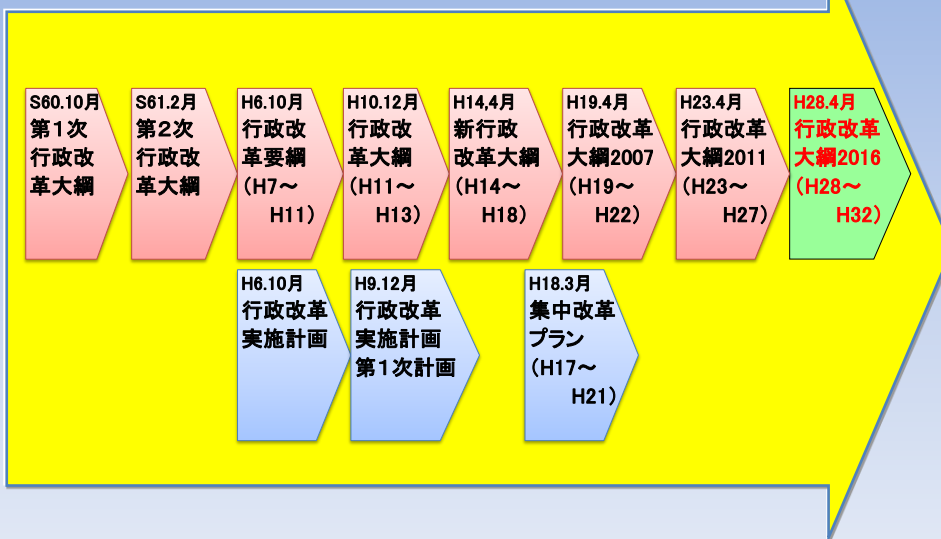 S60.10月
第１次
行政改
革大綱
S61.2月
第２次
行政改
革大綱
H6.10月
行政改
革要綱
（H7～
H11）
H10.12月
行政改
革大綱
（H11～
H13）
H14,4月
新行政
改革大綱
（H14～
H18）
H19.4月
行政改革
大綱2007
（H19～
H22）
H23.4月
行政改革
大綱2011
（H23～
H27）
H28.4月
行政改革
大綱2016
（H28～
H32）
H6.10月
行政改革
実施計画
H9.12月
行政改革
実施計画
第１次計画
H18.3月
集中改革
プラン
（H17～
H21）